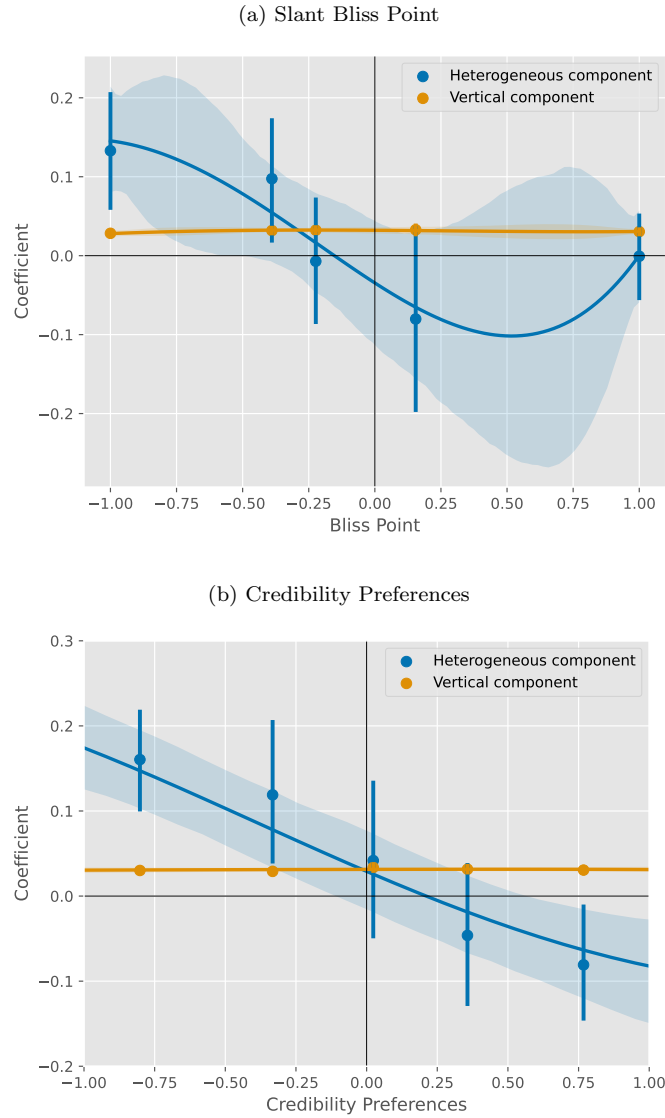 (a) Slant Bliss Point
Heterogeneous component
Vertical component
0.2
0.1
0.0
−0.1
−0.2
Coefficient
−1.00 −0.75 −0.50 −0.25 0.00 0.25 0.50 0.75 1.00
Bliss Point
(b) Credibility Preferences
Heterogeneous component
Vertical component
0.3
0.2
0.1
0.0
−0.1
−0.2
Coefficient
−1.00 −0.75 −0.50 −0.25 0.00 0.25 0.50 0.75 1.00
Credibility Preferences